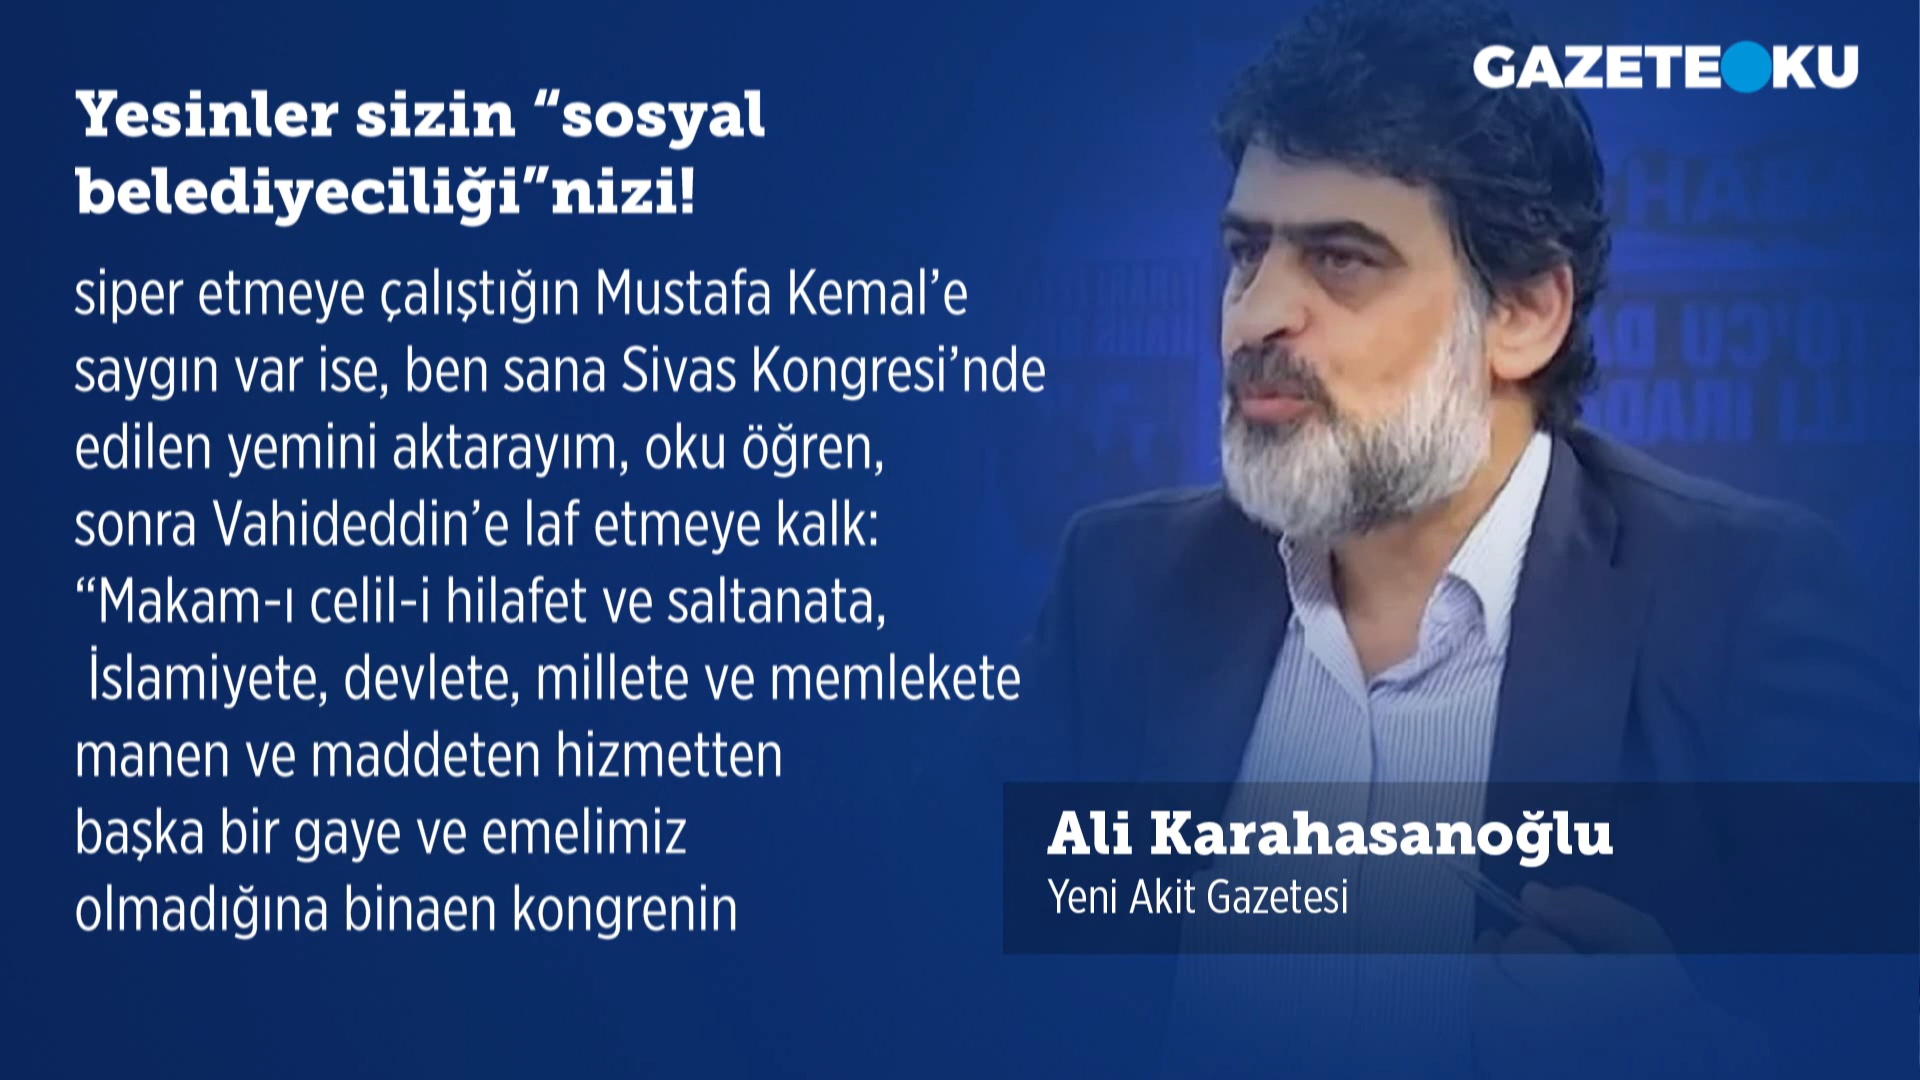 GAZETEOKU
Yesinler sizin “sosyal
belediyeciliği”nizi!
siper etmeye çalıştığın Mustafa Kemal’e
saygın var ise, ben sana Sivas Kongresi’nde
edilen yemini aktarayım, oku öğren,
sonra Vahideddin’e laf etmeye kalk:
“Makam-ı celil-i hilafet ve saltanata,
İslamiyete, devlete, millete ve memlekete
manen ve maddeten hizmetten
başka bir gaye ve emelimiz
olmadığına binaen kongrenin
Ali Karahasanoğlu
Yeni Akit Gazetesi